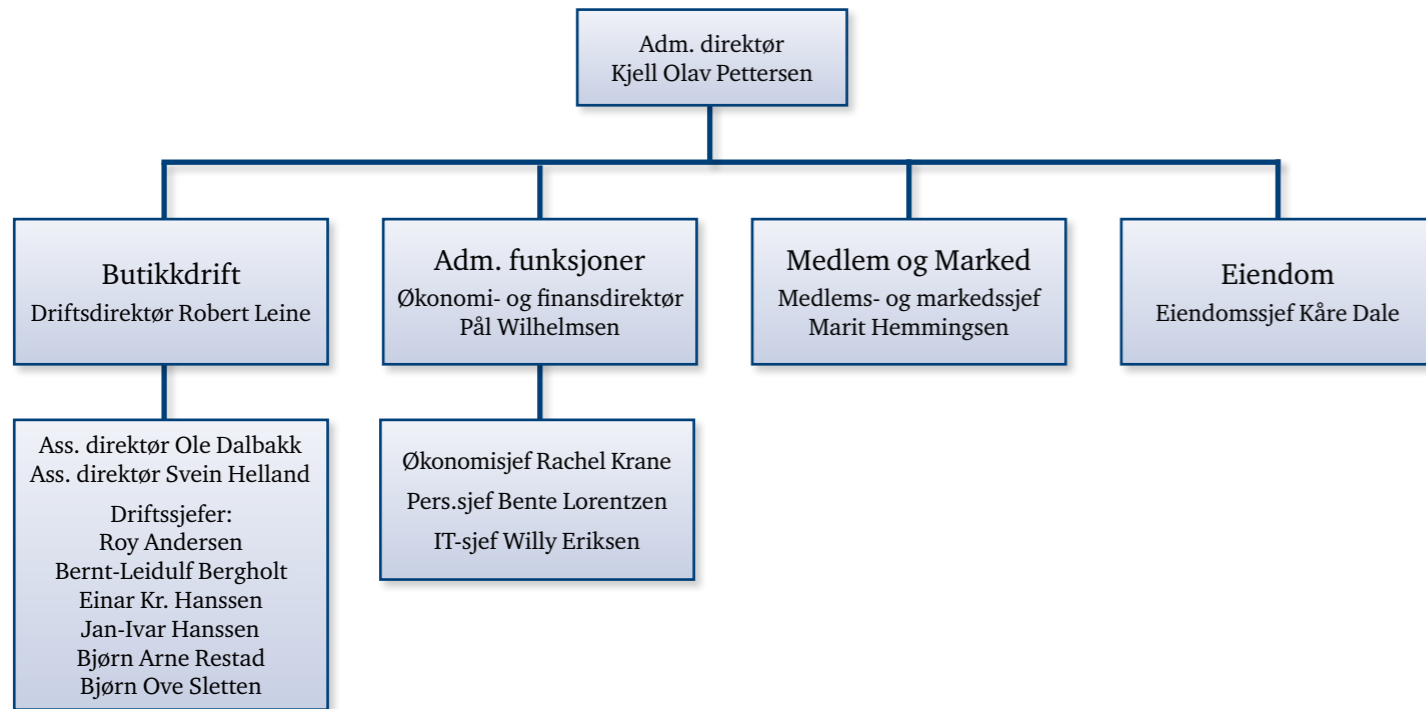 Adm. direktør
Kjell Olav Pettersen
Butikkdrift
Driftsdirektør Robert Leine
Adm. funksjoner
Økonomi- og finansdirektør
Pål Wilhelmsen
Medlem og Marked
Medlems- og markedssjef
Marit Hemmingsen
Eiendom
Eiendomssjef Kåre Dale
Ass. direktør Ole Dalbakk
Ass. direktør Svein Helland
Driftssjefer:
Roy Andersen
Bernt-Leidulf Bergholt
Einar Kr. Hanssen
Jan-Ivar Hanssen
Bjørn Arne Restad
Bjørn Ove Sletten
Økonomisjef Rachel Krane
Pers.sjef Bente Lorentzen
IT-sjef Willy Eriksen